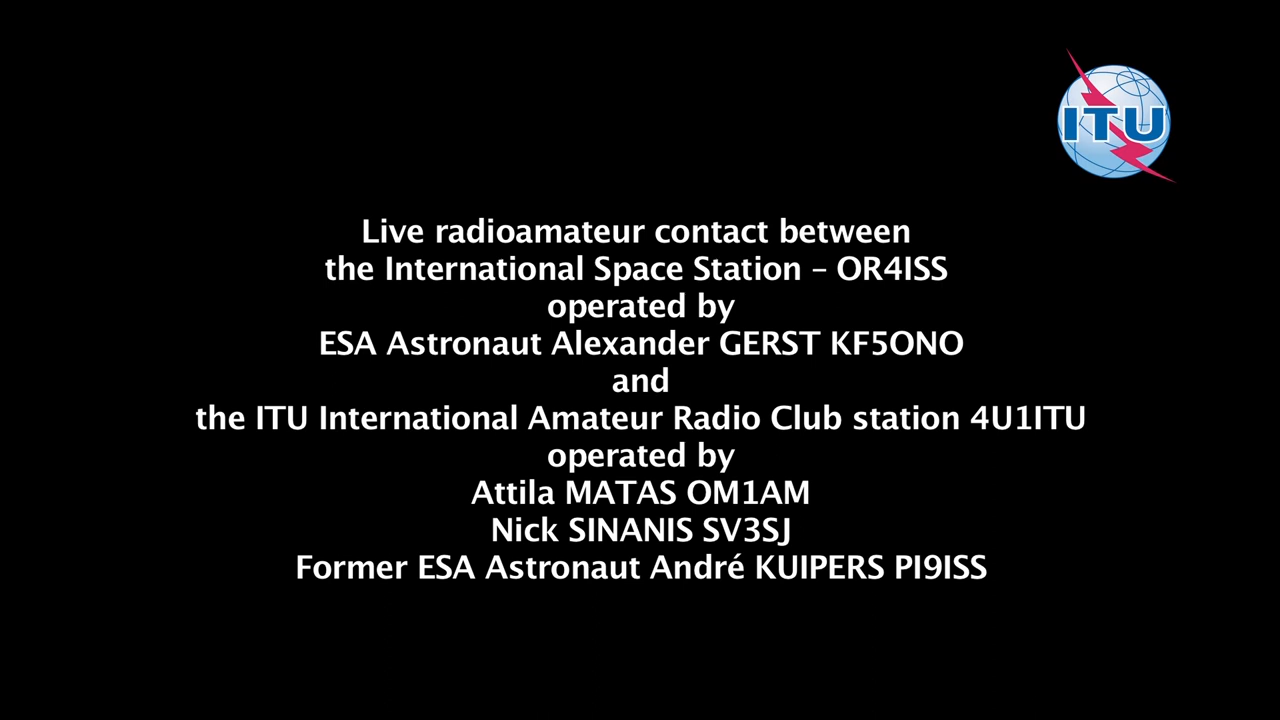 ITU
Live radioamateur contact between
the International Space Station – OR4ISS
operated by
ESA Astronaut Alexander GERST KF5ONO
and
the ITU International Amateur Radio Club station 4U1ITU
operated by
Attila MATAS OM1AM
Nick SINANIS SV3SJ
Former ESA Astronaut André KUIPERS PI9ISS